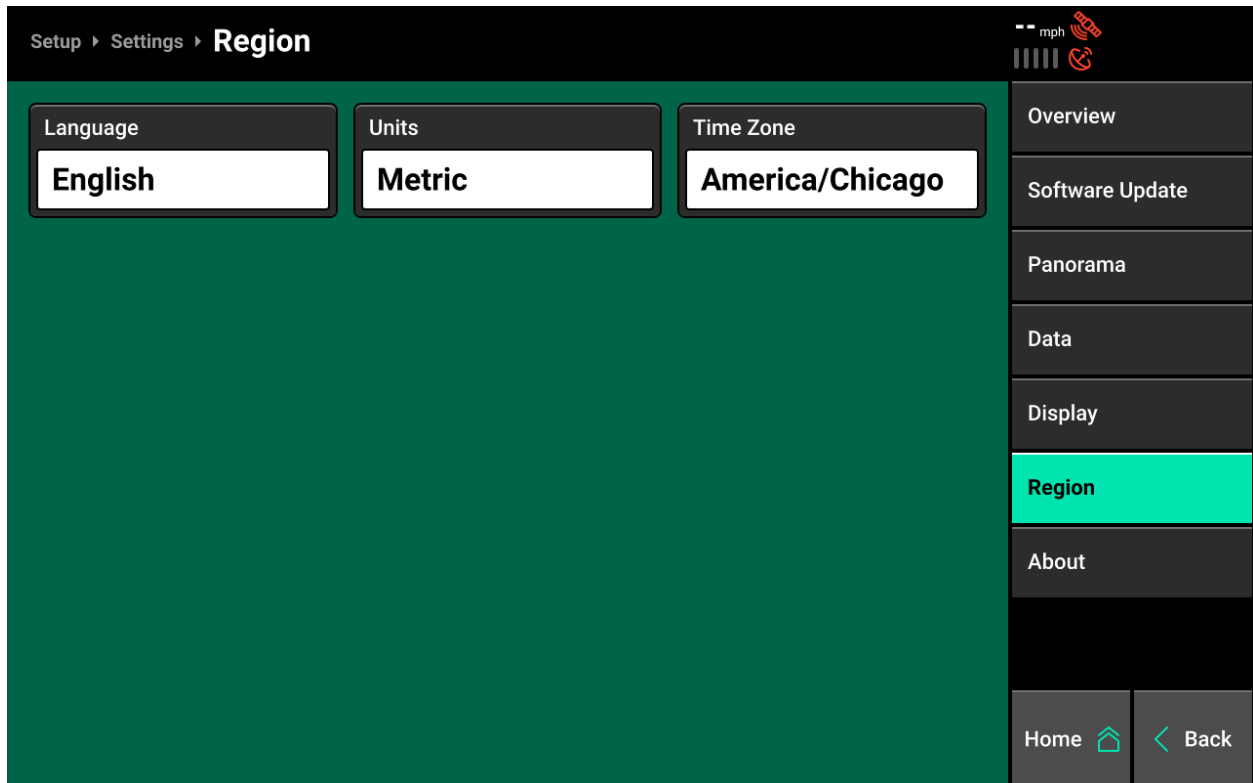 Setup Settings Region
-- mph
Language
English
Units
Metric
Time Zone
America/Chicago
Overview
Software Update
Panorama
Data
Display
Region
About
Home
Back